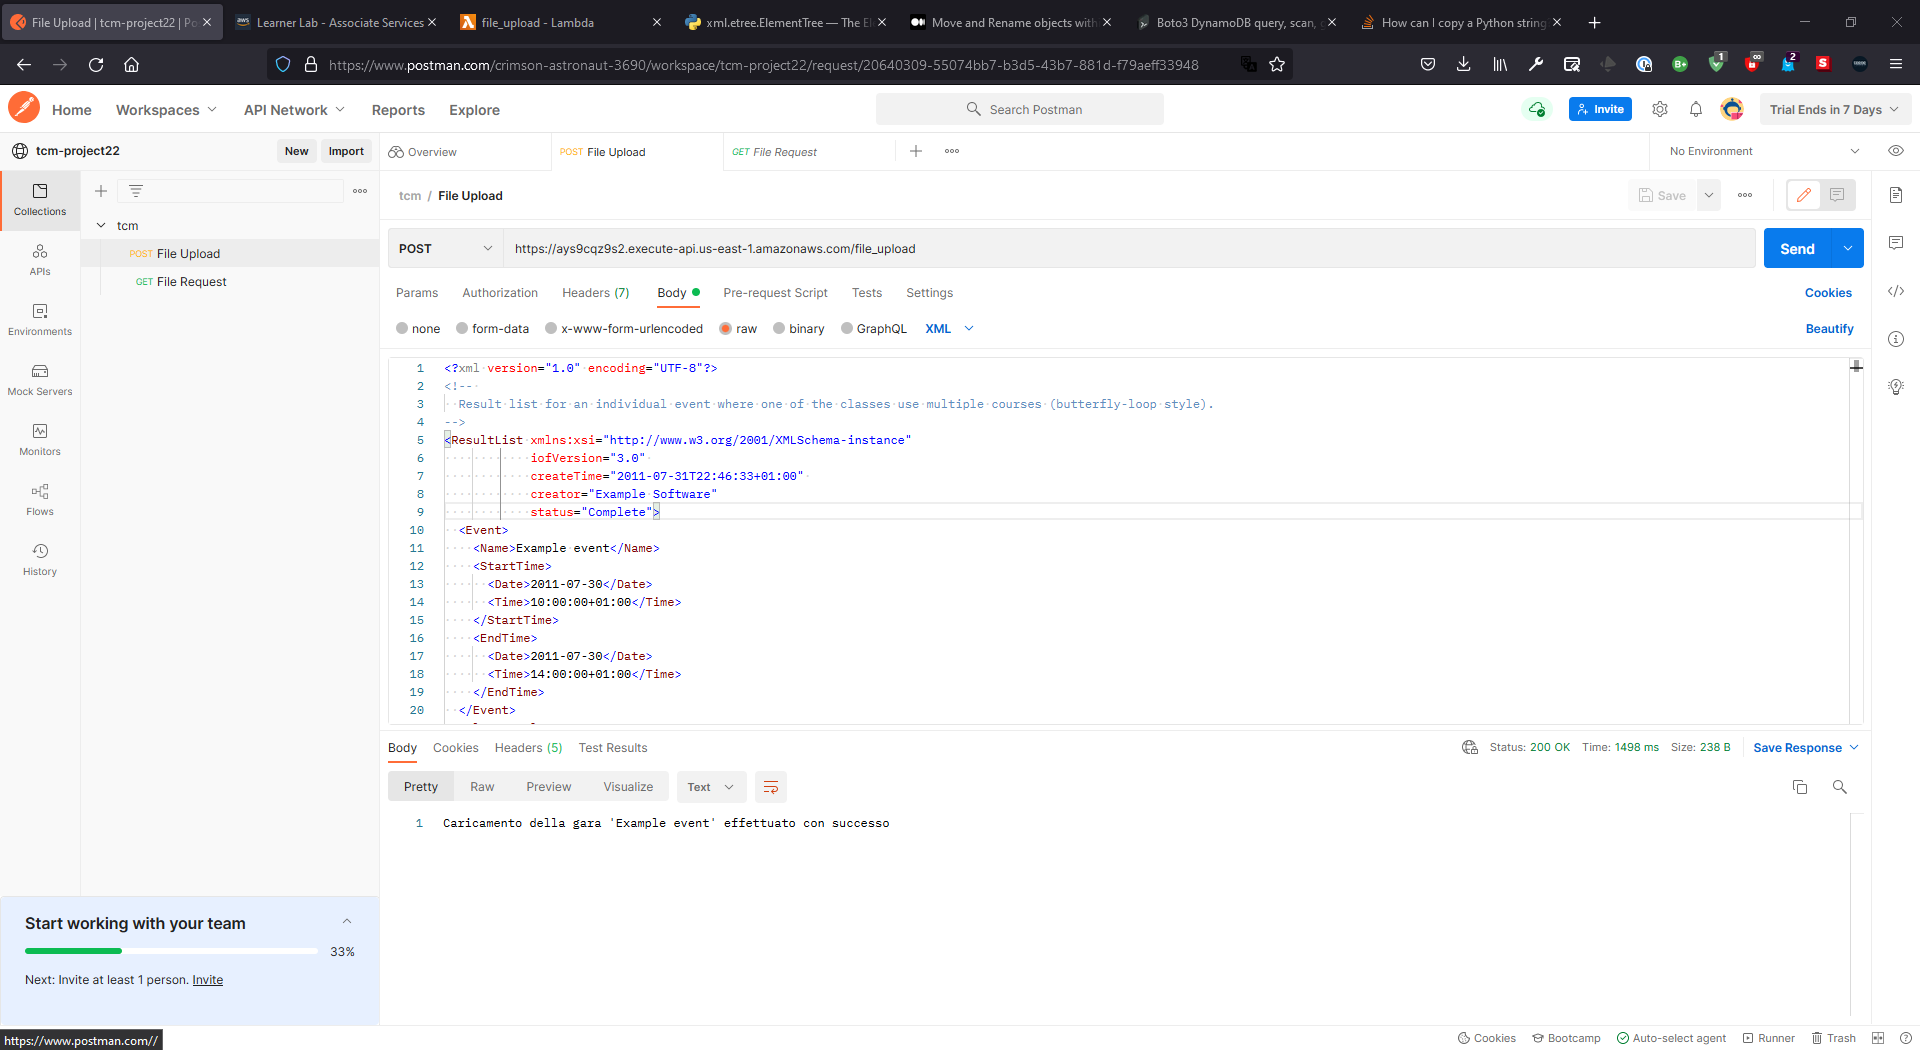 File Upload | tcm-project22 | Po
Learner Lab - Associate Services
file_upload - Lambda
xml.etree.ElementTree — The El
Move and Rename objects with
Boto3 DynamoDB query, scan,
How can I copy a Python string
https://www.postman.com/crimson-astronaut-3690/workspace/tcm-project22/request/20640309-55074bb7-b3d5-43b7-881d-f79aeff33948
Home
Workspaces
API Network
Reports
Explore
Search Postman
Invite
Trial Ends in 7 Days
tcm-project22
New
Import
Overview
POST File Upload
GET File Request
No Environment
Collections
APIs
Environments
Mock Servers
Monitors
Flows
History
tcm
POST File Upload
GET File Request
tcm / File Upload
Save
POST
https://ays9cqz9s2.execute-api.us-east-1.amazonaws.com/file_upload
Send
Params
Authorization
Headers (7)
Body
Pre-request Script
Tests
Settings
Cookies
none
form-data
x-www-form-urlencoded
raw
binary
GraphQL
XML
Beautify
1 <?xml version="1.0" encoding="UTF-8"?>
2 <!--
3 Result list for an individual event where one of the classes use multiple courses (butterfly-loop style).
4 -->
5 <ResultList xmlns:xsi="http://www.w3.org/2001/XMLSchema-instance"
6 iofVersion="3.0"
7 createTime="2011-07-31T22:46:33+01:00"
8 creator="Example Software"
9 status="Complete">
10 <Event>
11 <Name>Example event</Name>
12 <StartTime>
13 <Date>2011-07-30</Date>
14 <Time>10:00:00+01:00</Time>
15 </StartTime>
16 <EndTime>
17 <Date>2011-07-30</Date>
18 <Time>14:00:00+01:00</Time>
19 </EndTime>
20 </Event>
Body
Cookies
Headers (5)
Test Results
Status: 200 OK
Time: 1498 ms
Size: 238 B
Save Response
Pretty
Raw
Preview
Visualize
Text
1 Caricamento della gara 'Example event' effettuato con successo
Start working with your team
33%
Next: Invite at least 1 person. Invite
https://www.postman.com//
Cookies
Bootcamp
Auto-select agent
Runner
Trash